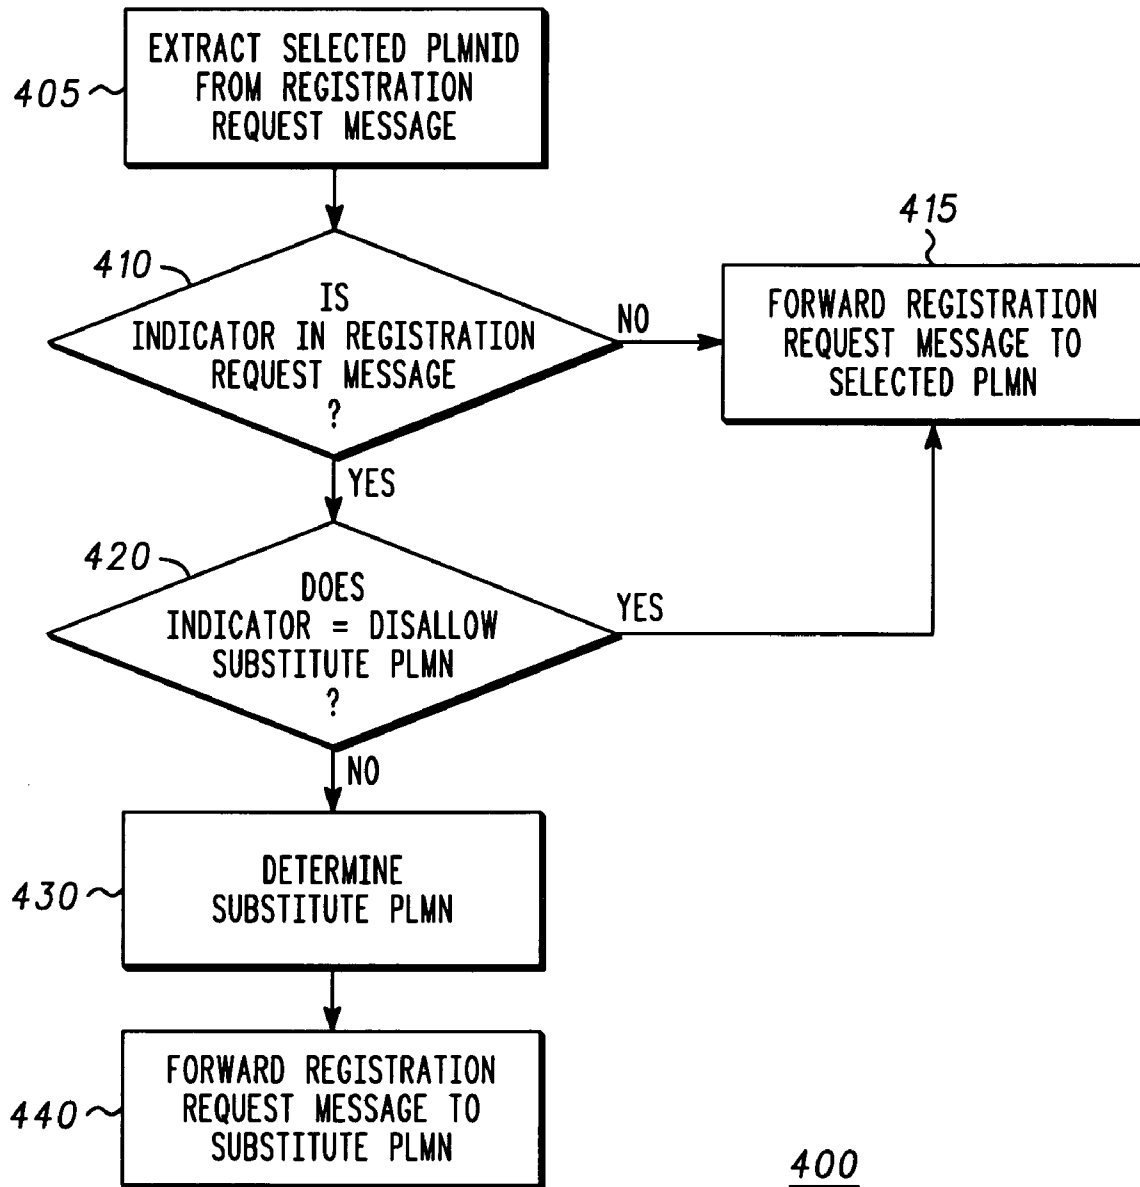 EXTRACT SELECTED PLMNID
FROM REGISTRATION
REQUEST MESSAGE
405
410
IS
INDICATOR IN REGISTRATION
REQUEST MESSAGE
?
NO
415
FORWARD REGISTRATION
REQUEST MESSAGE TO
SELECTED PLMN
YES
420
DOES
INDICATOR = DISALLOW
SUBSTITUTE PLMN
?
YES
NO
430
DETERMINE
SUBSTITUTE PLMN
440
FORWARD REGISTRATION
REQUEST MESSAGE TO
SUBSTITUTE PLMN
400